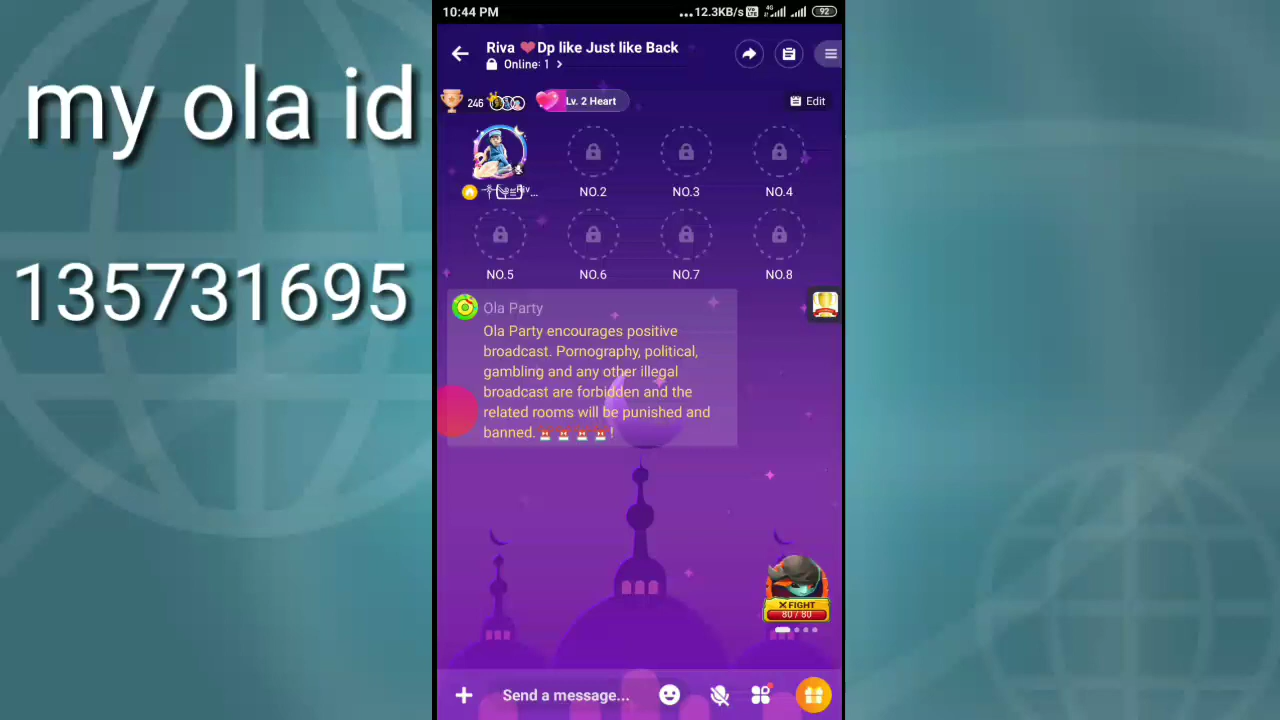 my ola id
135731695
10:44 PM
12.3KB/s
4G
92
Riva ❤Dp like Just like Back
Online: 1 >
246
Lv. 2 Heart
Edit
NO.2
NO.3
NO.4
NO.5
NO.6
NO.7
NO.8
Ola Party
Ola Party encourages positive
broadcast. Pornography, political,
gambling and any other illegal
broadcast are forbidden and the
related rooms will be punished and
banned.🚨🚨🚨🚨!
FIGHT
80 / 80
Send a message...